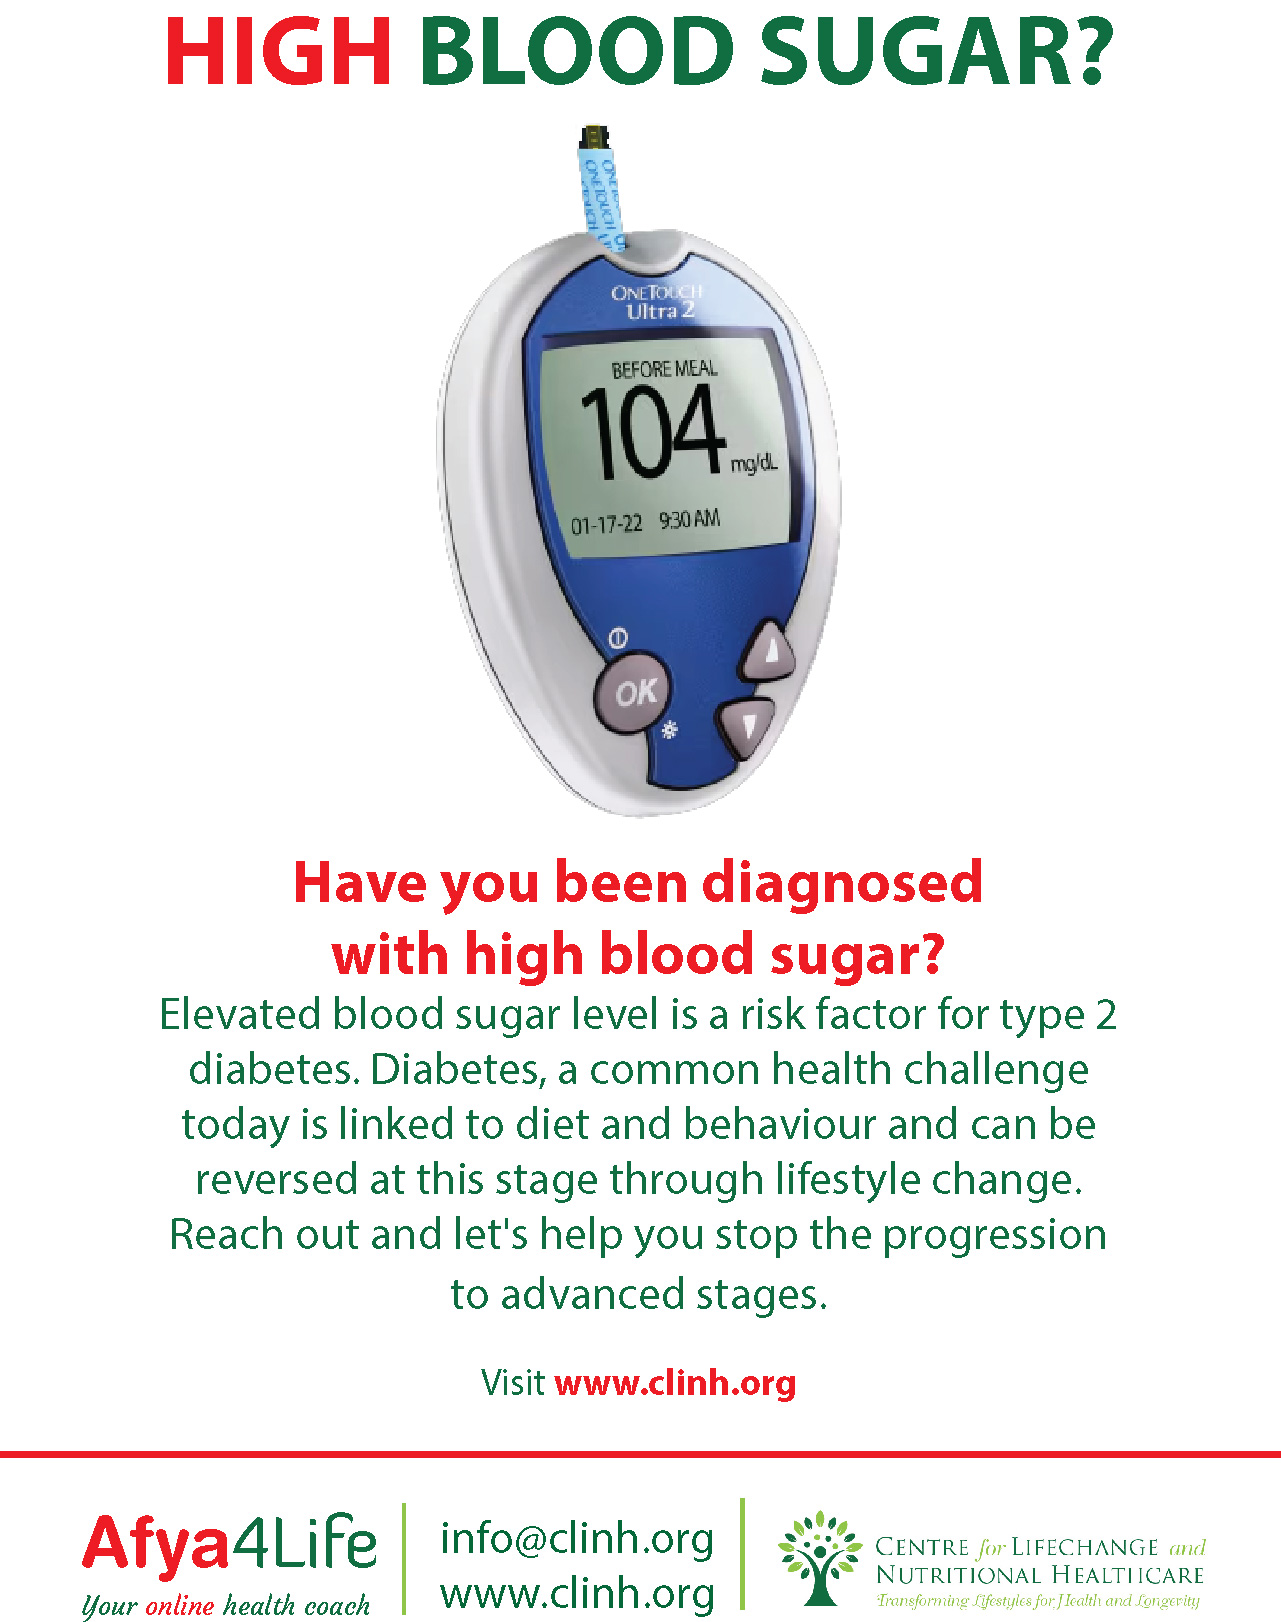 HIGH BLOOD SUGAR?
ONETOUCH
ONETOUCH
Ultra 2
BEFORE MEAL
104
mg/dL
01-17-22 9:30 AM
OK
Have you been diagnosed
with high blood sugar?
Elevated blood sugar level is a risk factor for type 2
diabetes. Diabetes, a common health challenge
today is linked to diet and behaviour and can be
reversed at this stage through lifestyle change.
Reach out and let's help you stop the progression
to advanced stages.
Visit www.clinh.org
Afya4Life
Your online health coach
info@clinh.org
www.clinh.org
CENTRE for LIFECHANGE and
NUTRITIONAL HEALTHCARE
Transforming Lifestyles for Health and Longevity